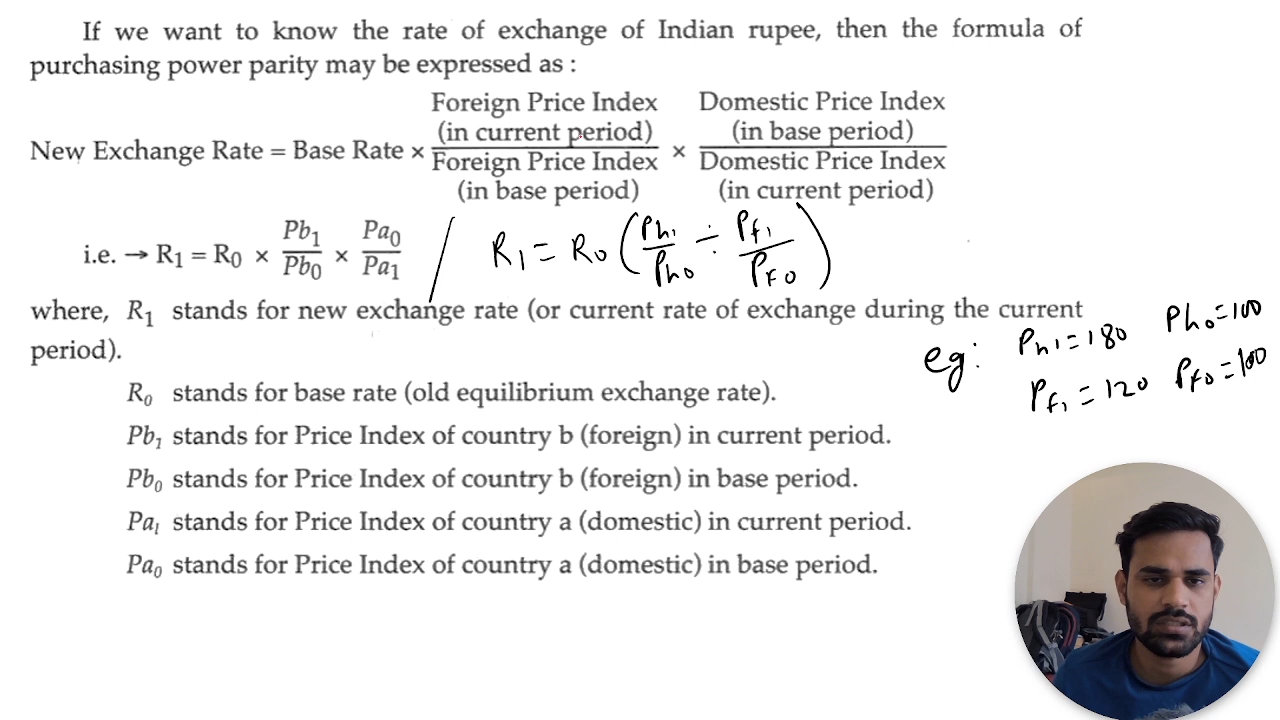 If we want to know the rate of exchange of Indian rupee, then the formula of
purchasing power parity may be expressed as :
New Exchange Rate = Base Rate × Foreign Price Index (in current period) / Foreign Price Index (in base period) × Domestic Price Index (in base period) / Domestic Price Index (in current period)
i.e. → R₁ = R₀ × Pb₁/Pb₀ × Pa₀/Pa₁ / R₁ = R₀ (Ph₁/Ph₀ ÷ Pf₁/Pf₀)
where, R₁ stands for new exchange rate (or current rate of exchange during the current
period).
eg: Ph₁ = 180 Ph₀ = 100
Pf₁ = 120 Pf₀ = 100
R₀ stands for base rate (old equilibrium exchange rate).
Pb₁ stands for Price Index of country b (foreign) in current period.
Pb₀ stands for Price Index of country b (foreign) in base period.
Pa₁ stands for Price Index of country a (domestic) in current period.
Pa₀ stands for Price Index of country a (domestic) in base period.